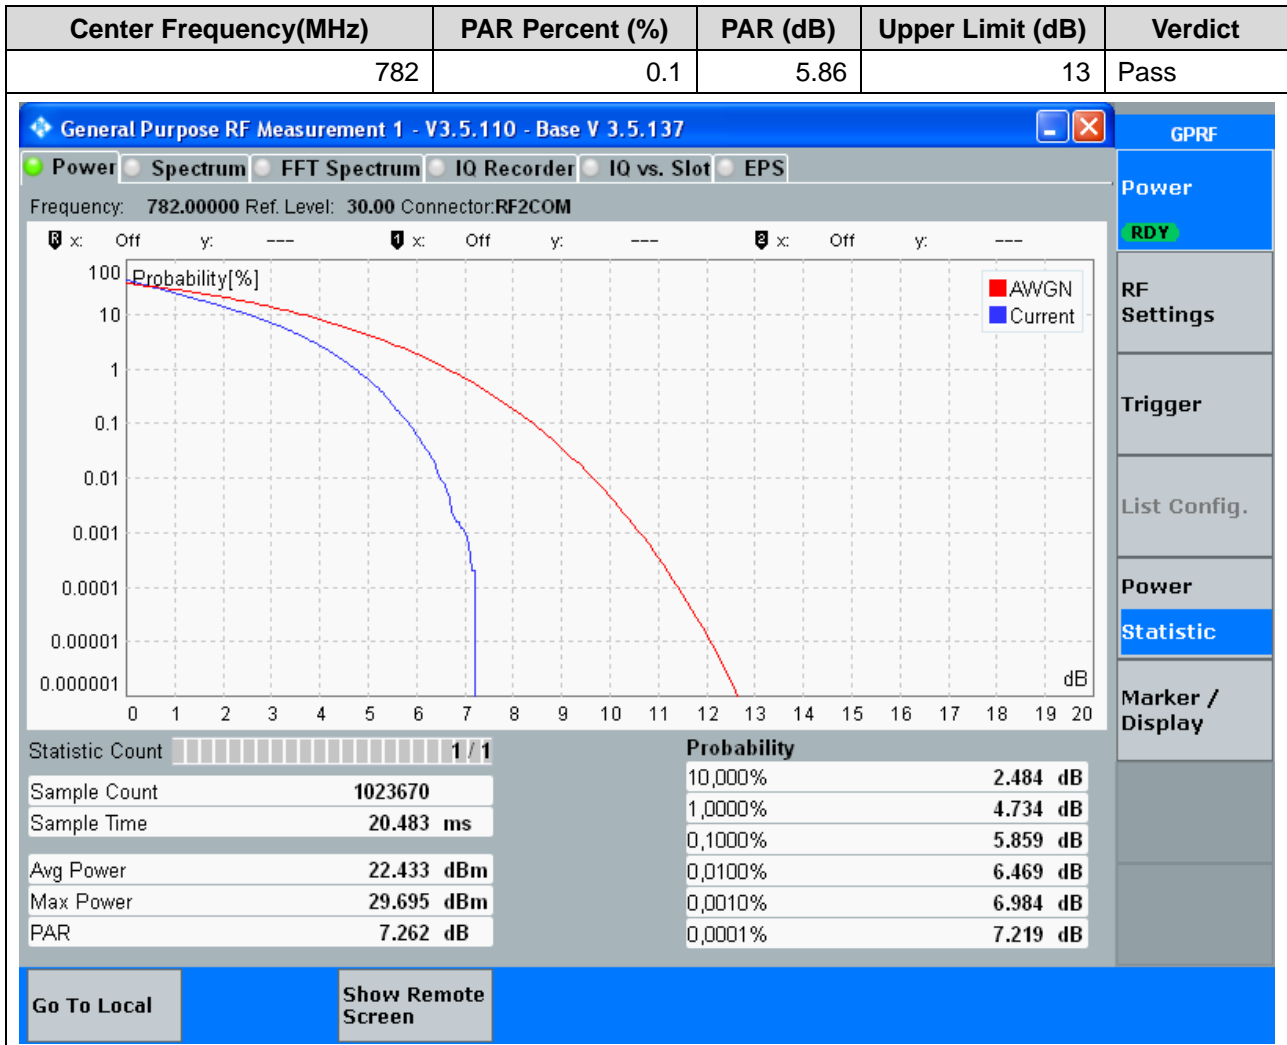 Center Frequency(MHz) PAR Percent (%) PAR (dB) Upper Limit (dB) Verdict
782 0.1 5.86 13 Pass
General Purpose RF Measurement 1 - V3.5.110 - Base V 3.5.137
GPRF
Power Spectrum FFT Spectrum IQ Recorder IQ vs. Slot EPS
Frequency: 782.00000 Ref. Level: 30.00 Connector:RF2COM
R x: Off y: --- 1 x: Off y: --- 2 x: Off y: ---
Probability[%]
100
10
1
0.1
0.01
0.001
0.0001
0.00001
0.000001
AWGN
Current
dB
0 1 2 3 4 5 6 7 8 9 10 11 12 13 14 15 16 17 18 19 20
Statistic Count 1 / 1
Sample Count 1023670
Sample Time 20.483 ms
Avg Power 22.433 dBm
Max Power 29.695 dBm
PAR 7.262 dB
Probability
10,000% 2.484 dB
1,0000% 4.734 dB
0,1000% 5.859 dB
0,0100% 6.469 dB
0,0010% 6.984 dB
0,0001% 7.219 dB
Power
RDY
RF
Settings
Trigger
List Config.
Power
Statistic
Marker /
Display
Go To Local
Show Remote
Screen